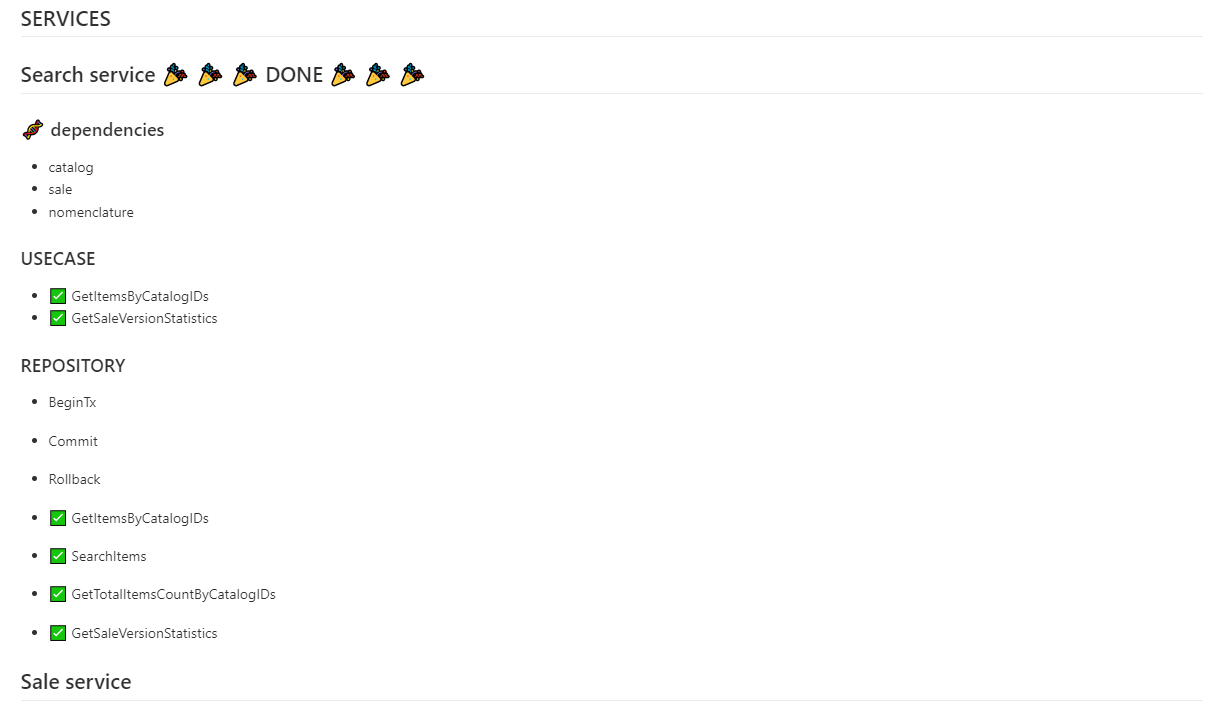 SERVICES
Search service 🎉 🎉 🎉 DONE 🎉 🎉 🎉
🍬 dependencies
• catalog
• sale
• nomenclature
USECASE
• ✅ GetItemsByCatalogIDs
• ✅ GetSaleVersionStatistics
REPOSITORY
• BeginTx
• Commit
• Rollback
• ✅ GetItemsByCatalogIDs
• ✅ SearchItems
• ✅ GetTotalItemsCountByCatalogIDs
• ✅ GetSaleVersionStatistics
Sale service